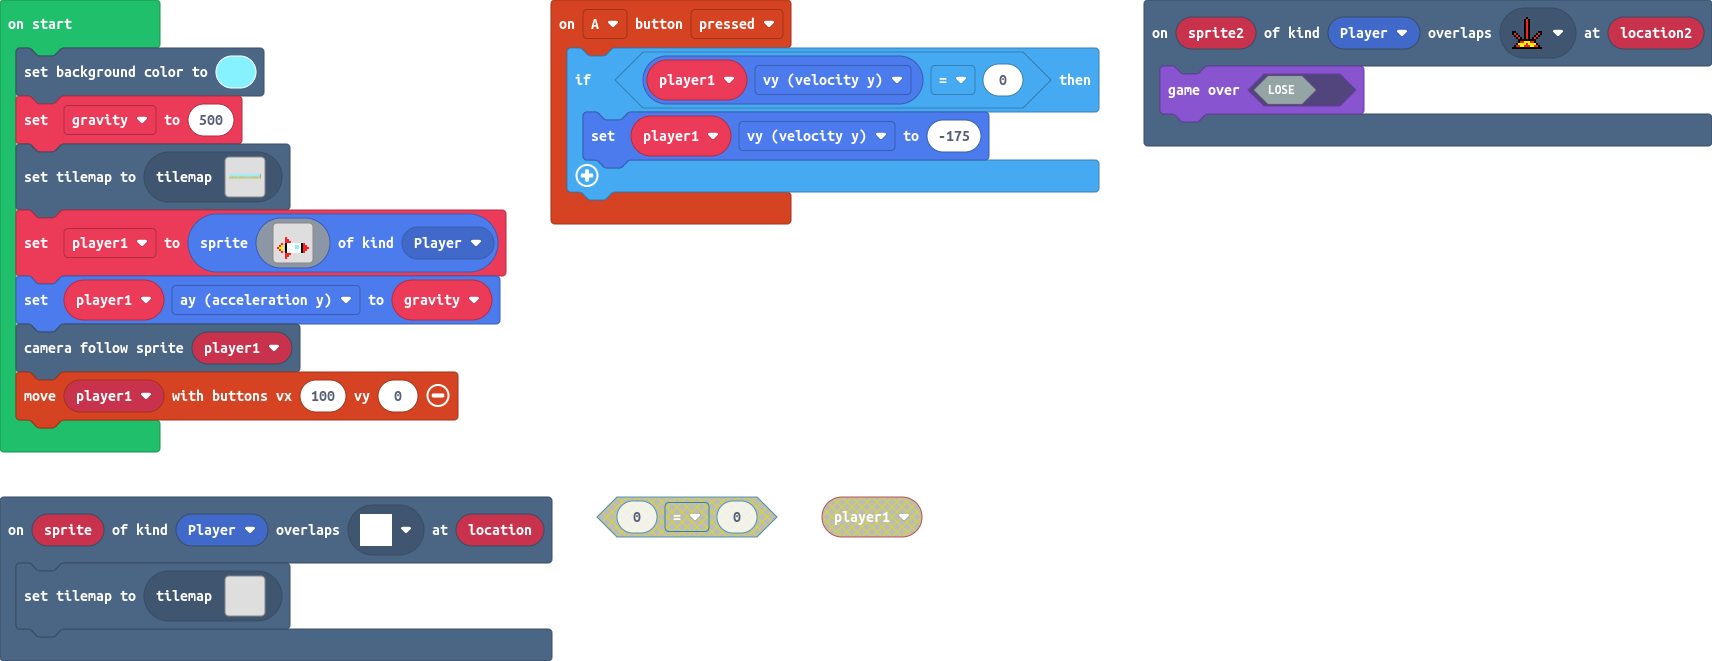 on start
set background color to
set gravity to 500
set tilemap to tilemap
set player1 to sprite of kind Player
set player1 ay (acceleration y) to gravity
camera follow sprite player1
move player1 with buttons vx 100 vy 0
on A button pressed
if player1 vy (velocity y) = 0 then
set player1 vy (velocity y) to -175
on sprite2 of kind Player overlaps at location2
game over LOSE
on sprite of kind Player overlaps at location
set tilemap to tilemap
0 = 0
player1